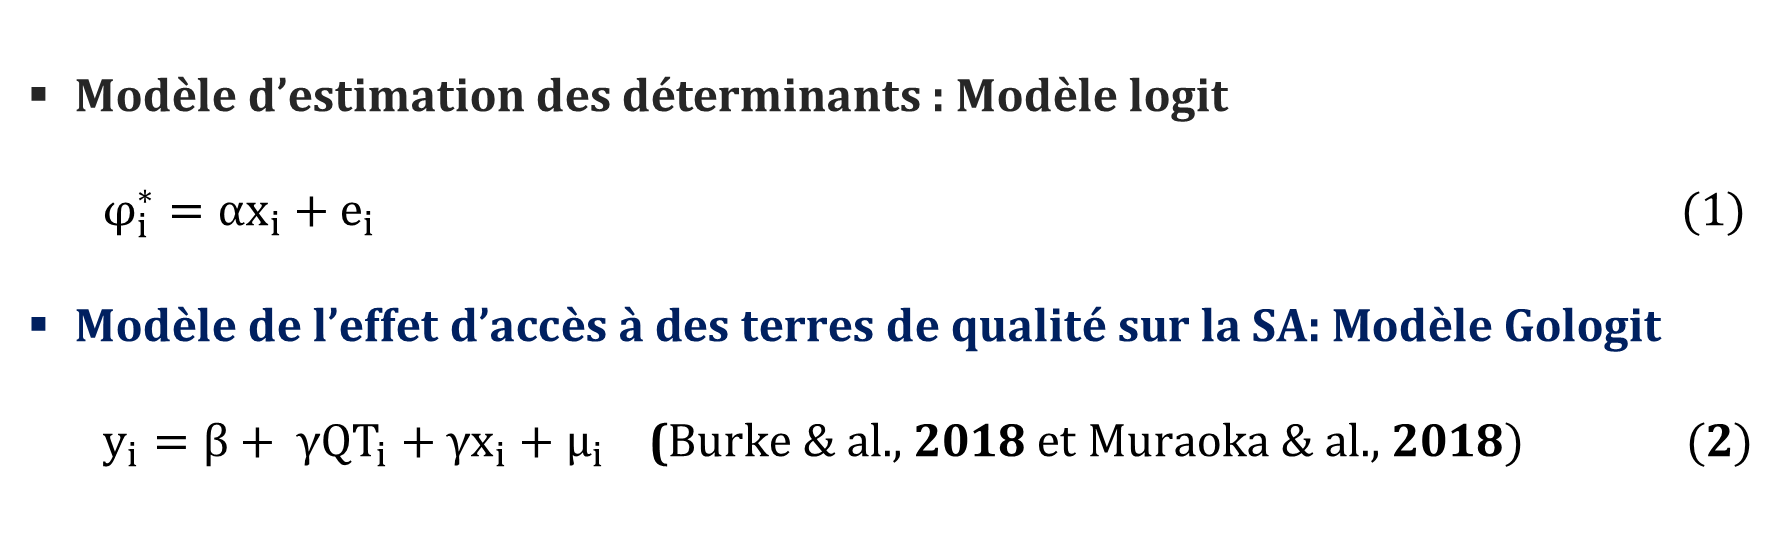 ▪ Modèle d’estimation des déterminants : Modèle logit
φᵢ* = αxᵢ + eᵢ (1)
▪ Modèle de l’effet d’accès à des terres de qualité sur la SA: Modèle Gologit
yᵢ = β + γQTᵢ + γxᵢ + μᵢ (Burke & al., 2018 et Muraoka & al., 2018) (2)